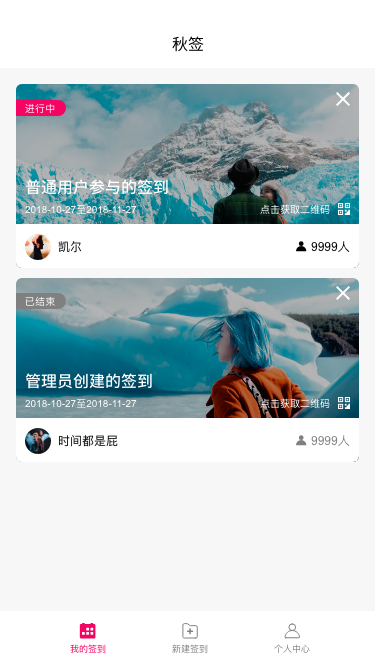 秋签
进行中
普通用户参与的签到
2018-10-27至2018-11-27
点击获取二维码
凯尔
9999人
已结束
管理员创建的签到
2018-10-27至2018-11-27
点击获取二维码
时间都是屁
9999人
我的签到
新建签到
个人中心